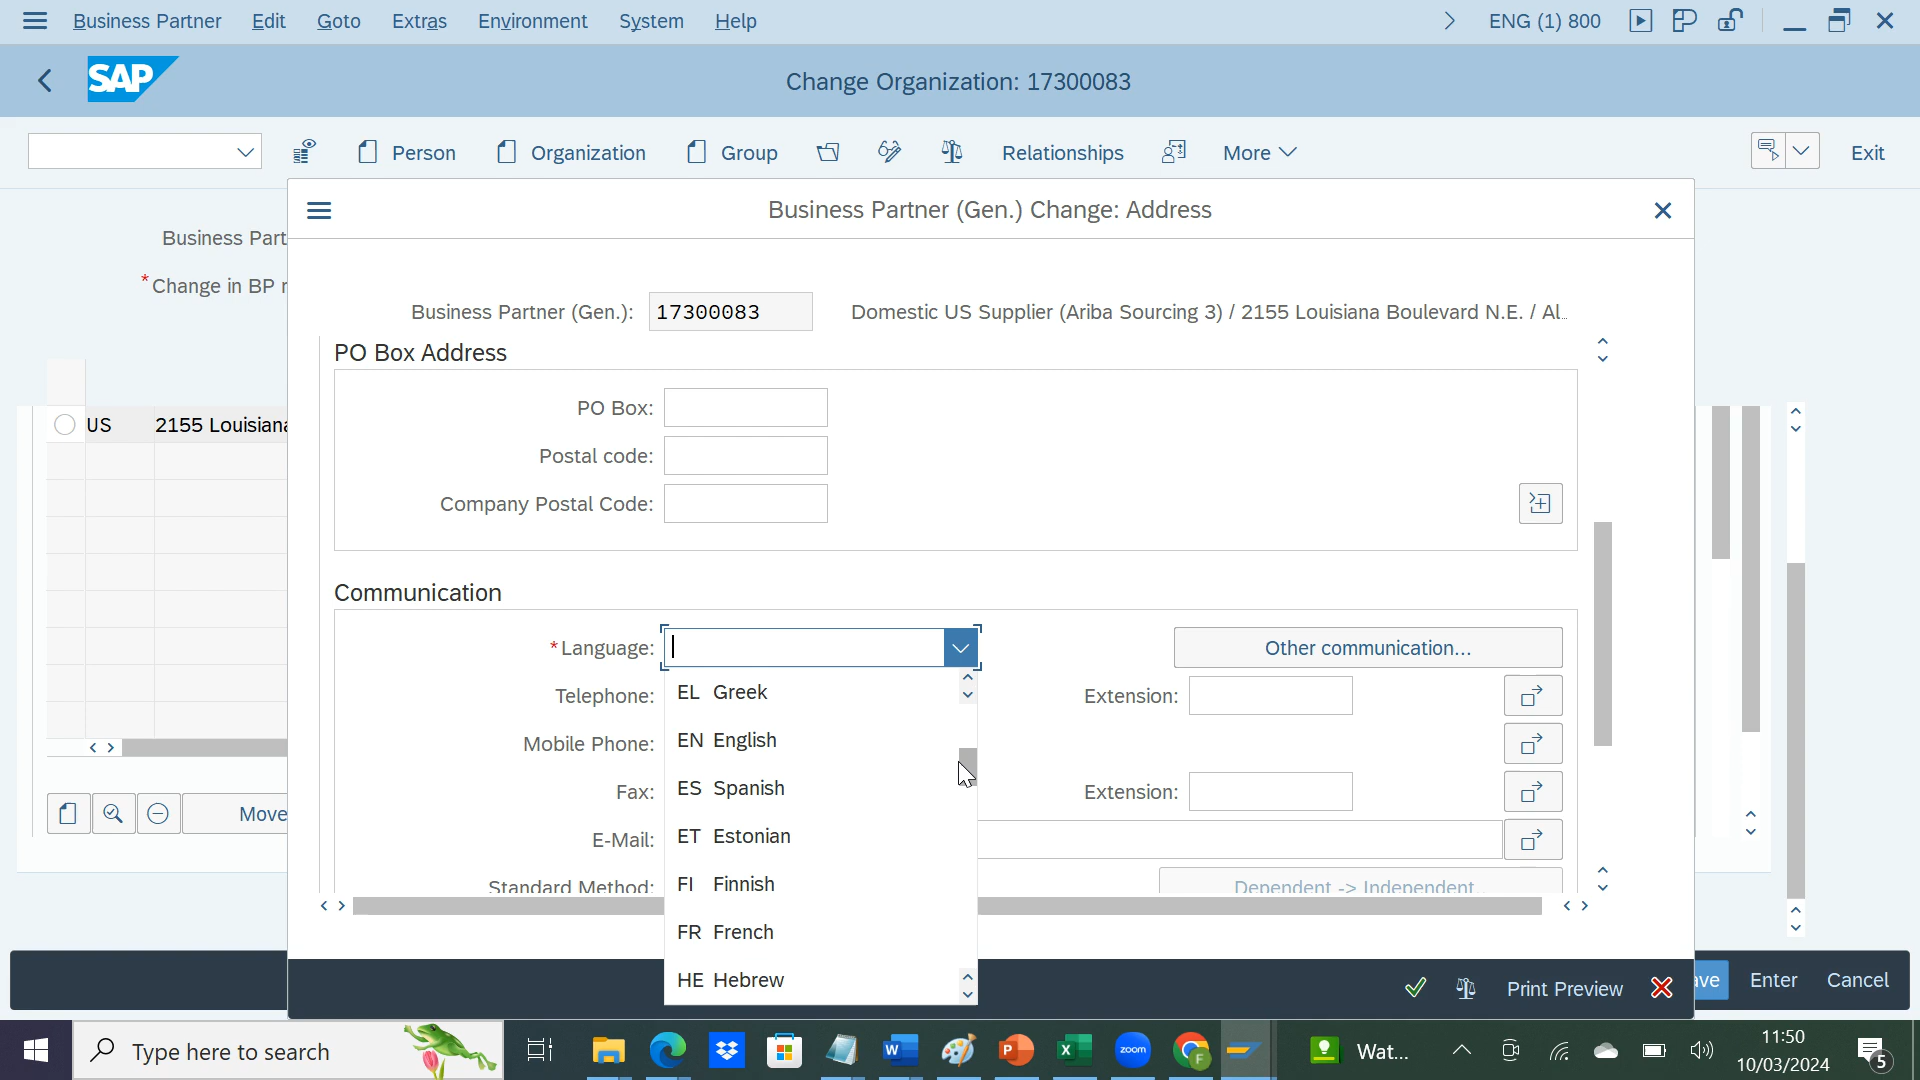 Business Partner Edit Goto Extras Environment System Help ENG (1) 800
SAP Change Organization: 17300083
Person Organization Group Relationships More Exit
Business Partner (Gen.) Change: Address
Business Part
* Change in BP r
Business Partner (Gen.): 17300083 Domestic US Supplier (Ariba Sourcing 3) / 2155 Louisiana Boulevard N.E. / Al..
PO Box Address
PO Box:
US 2155 Louisiana
Postal code:
Company Postal Code:
Communication
*Language: Other communication...
Telephone: EL Greek Extension:
Mobile Phone: EN English
Fax: ES Spanish Extension:
Move
E-Mail: ET Estonian
Standard Method: FI Finnish Dependent -> Independent
FR French
HE Hebrew
Print Preview ave Enter Cancel
Type here to search
W P X zoom F
Wat...
11:50
10/03/2024
5